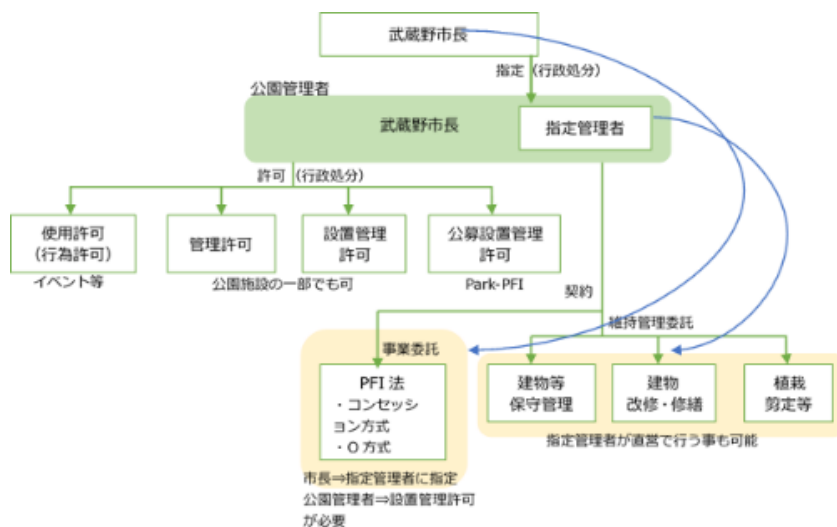 武蔵野市長
指定（行政処分）
公園管理者
武蔵野市長
指定管理者
許可（行政処分）
使用許可
（行為許可）
管理許可
設置管理
許可
公募設置管理
許可
イベント等
公園施設の一部でも可
Park-PFI
契約
維持管理委託
事業委託
PFI 法
・コンセッシ
ョン方式
・O 方式
建物等
保守管理
建物
改修・修繕
植栽
剪定等
指定管理者が直営で行う事も可能
市長⇒指定管理者に指定
公園管理者⇒設置管理許可
が必要